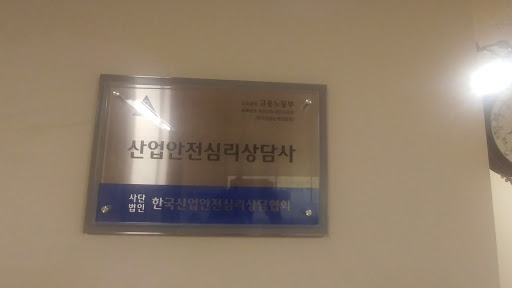 고용노동부
산업안전심리상담사
사단
법인 한국산업안전심리상담협회